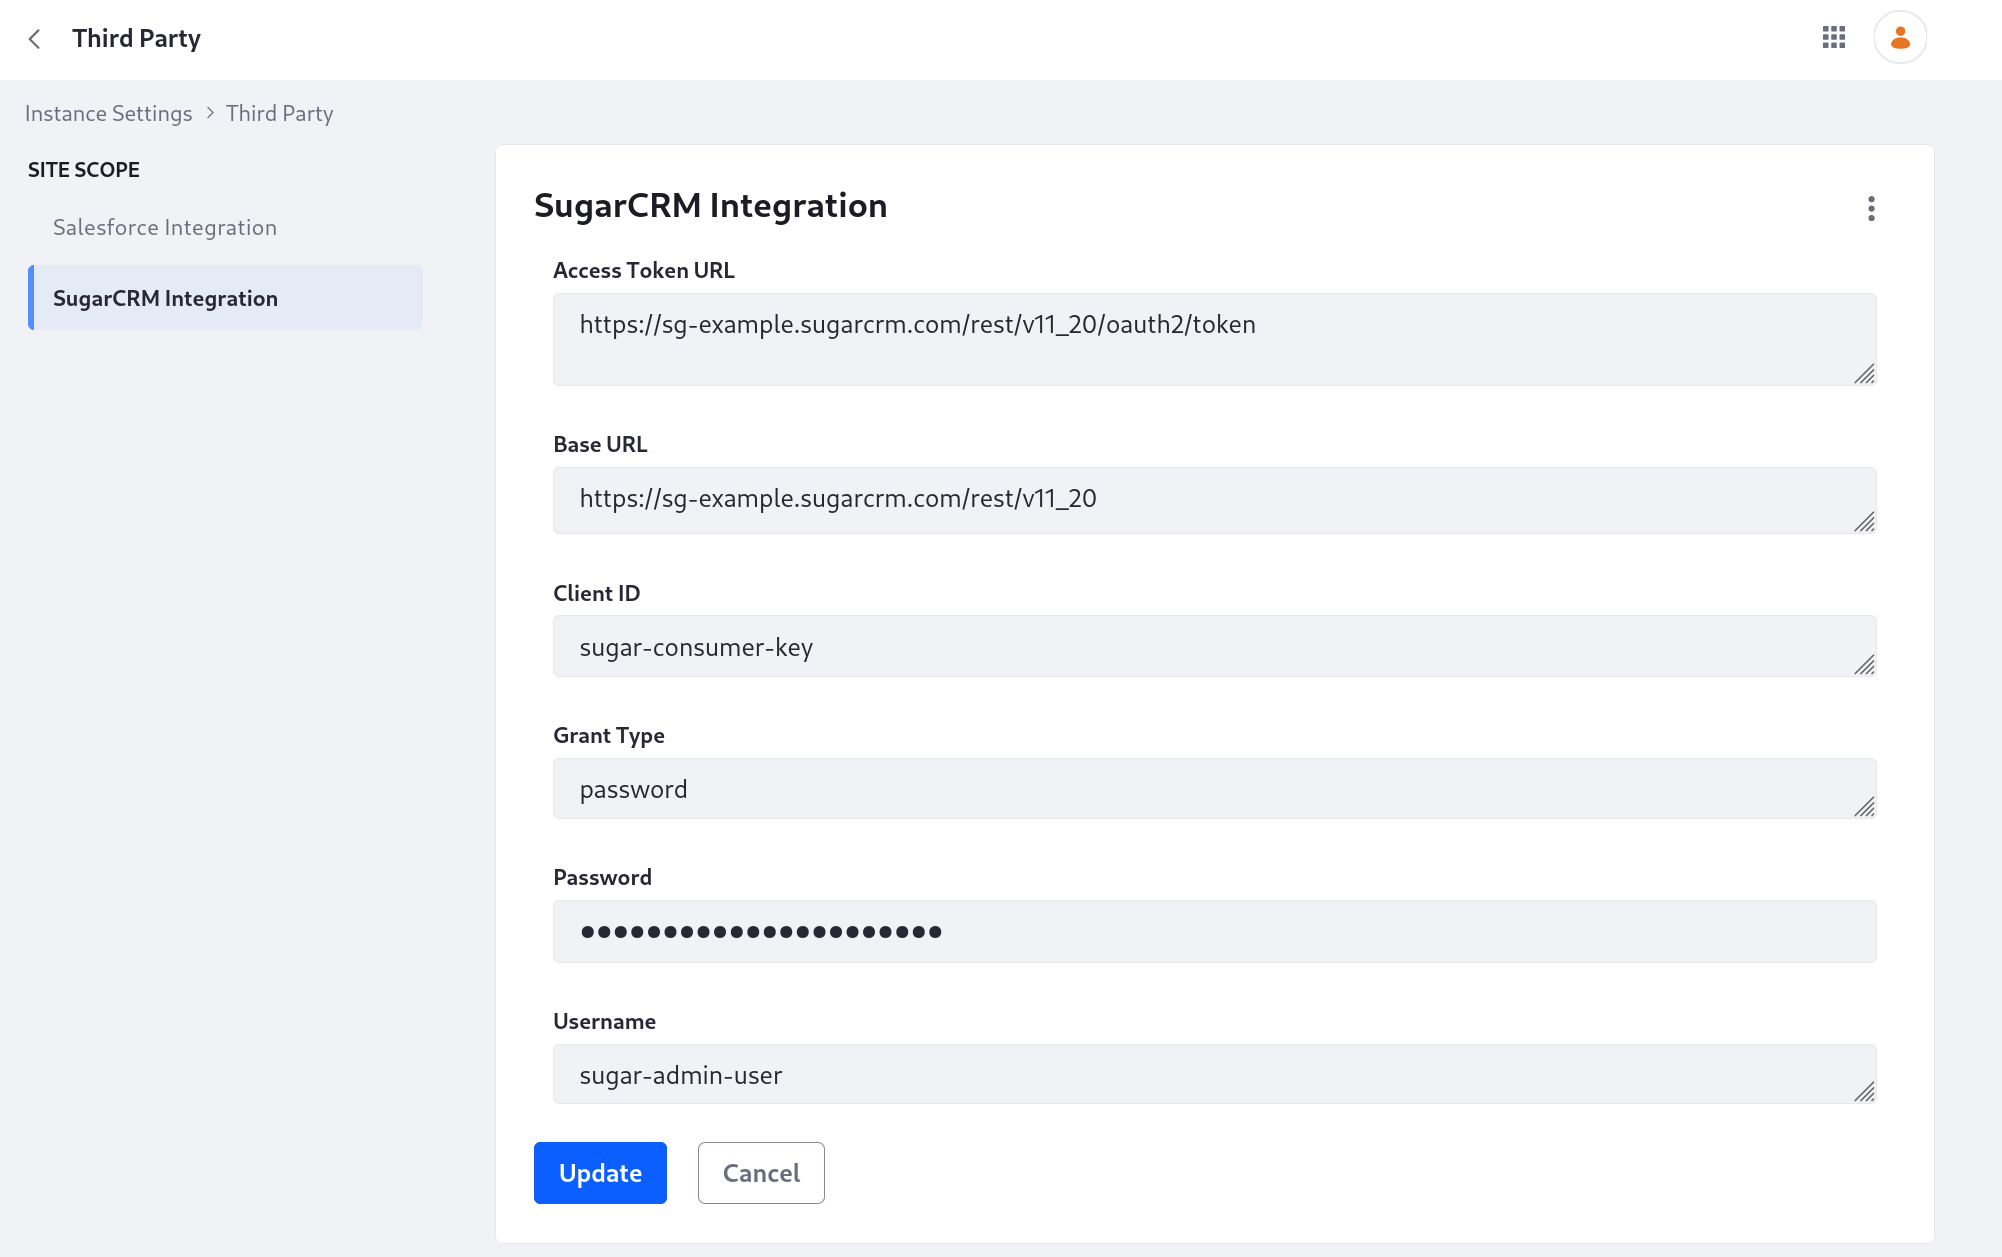 Third Party
Instance Settings > Third Party
SITE SCOPE
Salesforce Integration
SugarCRM Integration
SugarCRM Integration
Access Token URL
https://sg-example.sugarcrm.com/rest/v11_20/oauth2/token
Base URL
https://sg-example.sugarcrm.com/rest/v11_20
Client ID
sugar-consumer-key
Grant Type
password
Password
••••••••••••••••••••••
Username
sugar-admin-user
Update Cancel